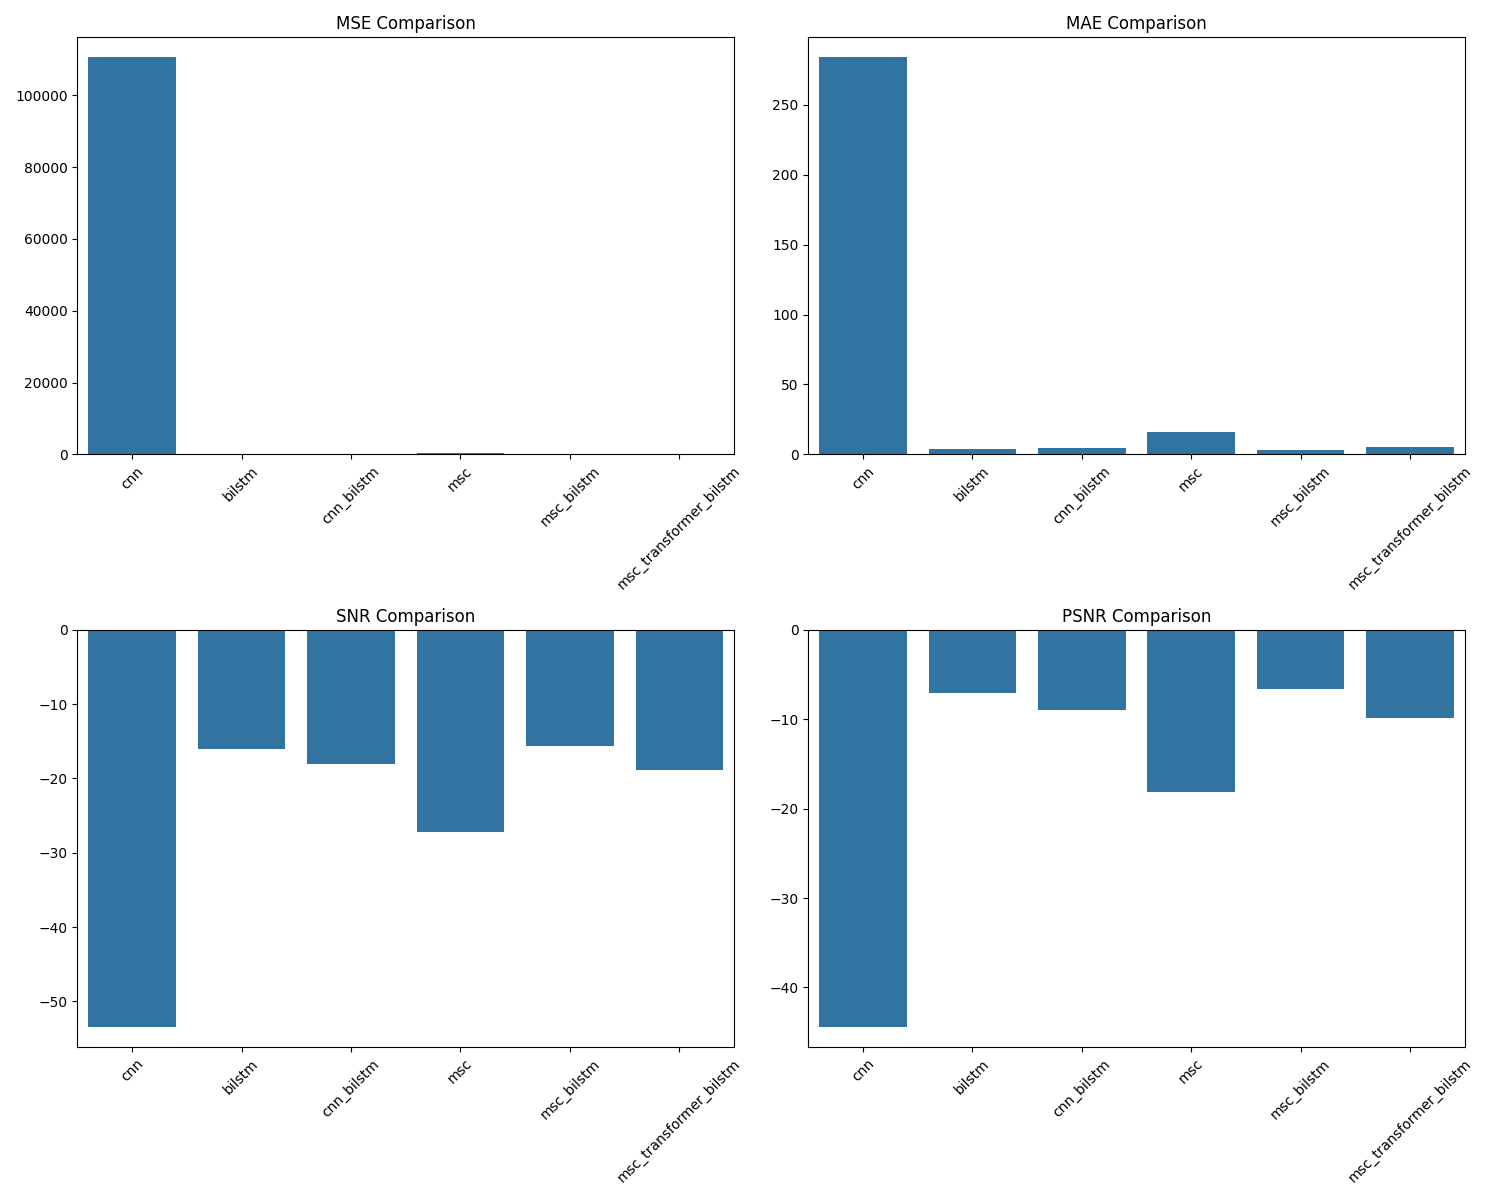 MSE Comparison
100000
80000
60000
40000
20000
0
cnn
bilstm
cnn_bilstm
msc
msc_bilstm
msc_transformer_bilstm
MAE Comparison
250
200
150
100
50
0
cnn
bilstm
cnn_bilstm
msc
msc_bilstm
msc_transformer_bilstm
SNR Comparison
0
−10
−20
−30
−40
−50
cnn
bilstm
cnn_bilstm
msc
msc_bilstm
msc_transformer_bilstm
PSNR Comparison
0
−10
−20
−30
−40
cnn
bilstm
cnn_bilstm
msc
msc_bilstm
msc_transformer_bilstm